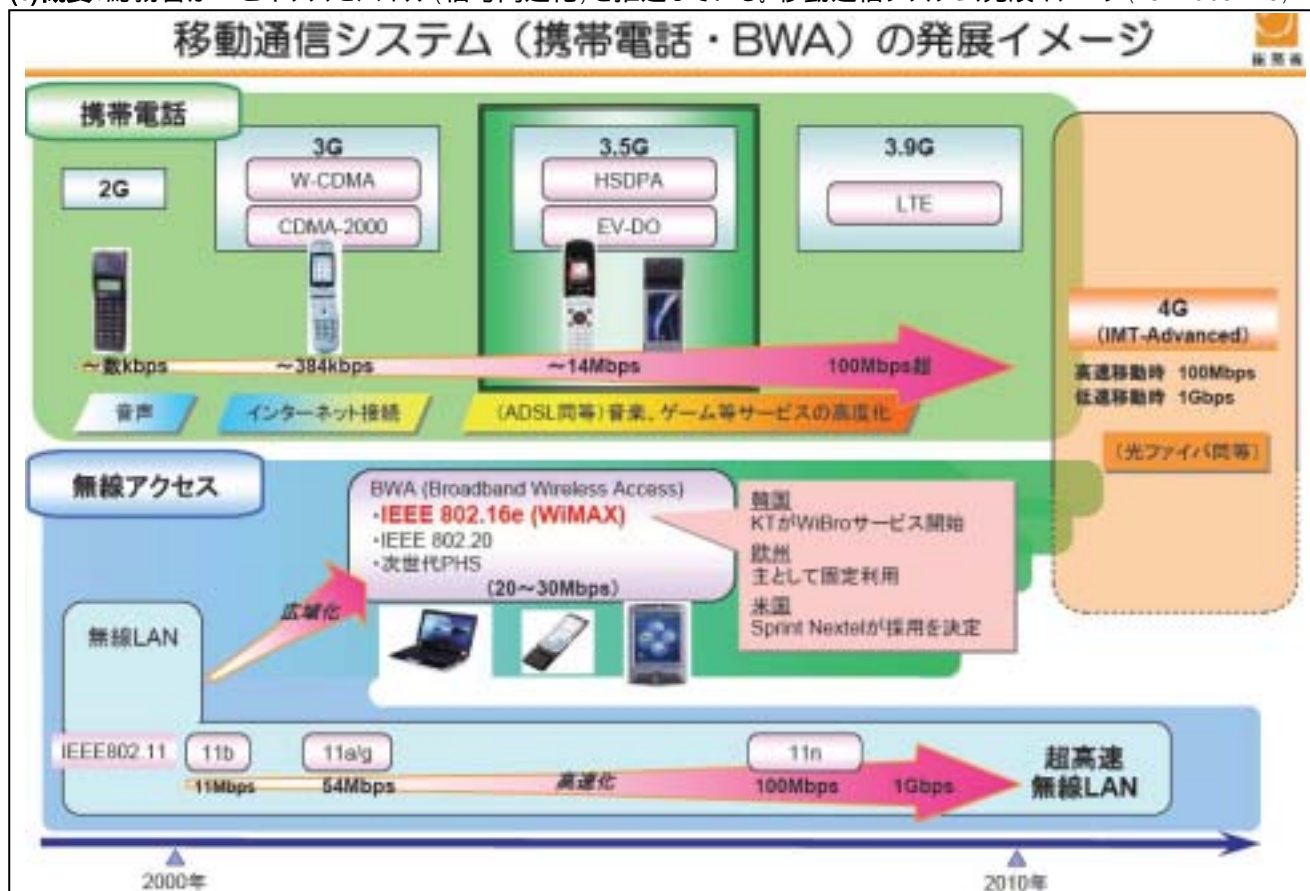 移動通信システム(携帯電話・BWA)の発展イメージ
総務省
携帯電話
2G
3G
W-CDMA
CDMA-2000
3.5G
HSDPA
EV-DO
3.9G
LTE
4G
(IMT-Advanced)
高速移動時 100Mbps
低速移動時 1Gbps
(光ファイバ同等)
~数kbps
~384kbps
~14Mbps
100Mbps超
音声
インターネット接続
(ADSL同等)音楽、ゲーム等サービスの高度化
無線アクセス
BWA (Broadband Wireless Access)
・IEEE 802.16e (WiMAX)
・IEEE 802.20
・次世代PHS
(20~30Mbps)
韓国
KTがWiBroサービス開始
欧州
主として固定利用
米国
Sprint Nextelが採用を決定
広域化
無線LAN
IEEE802.11
11b
11a/g
11n
11Mbps
54Mbps
高速化
100Mbps
1Gbps
超高速
無線LAN
2000年
2010年